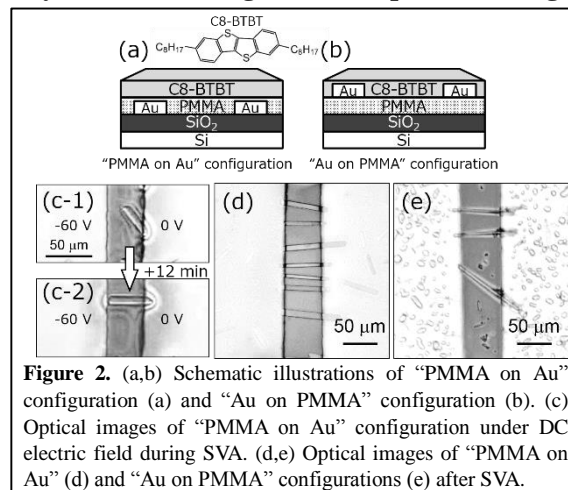 C8-BTBT
C₈H₁₇ S S C₈H₁₇
(a) (b)
C8-BTBT C8-BTBT
Au PMMA Au Au Au
PMMA
SiO₂ SiO₂
Si Si
“PMMA on Au” configuration “Au on PMMA” configuration
(c-1) (d) (e)
-60 V 0 V
50 μm
+12 min
(c-2)
-60 V 0 V
50 μm 50 μm
Figure 2. (a,b) Schematic illustrations of “PMMA on Au”
configuration (a) and “Au on PMMA” configuration (b). (c)
Optical images of “PMMA on Au” configuration under DC
electric field during SVA. (d,e) Optical images of “PMMA on
Au” (d) and “Au on PMMA” configurations (e) after SVA.